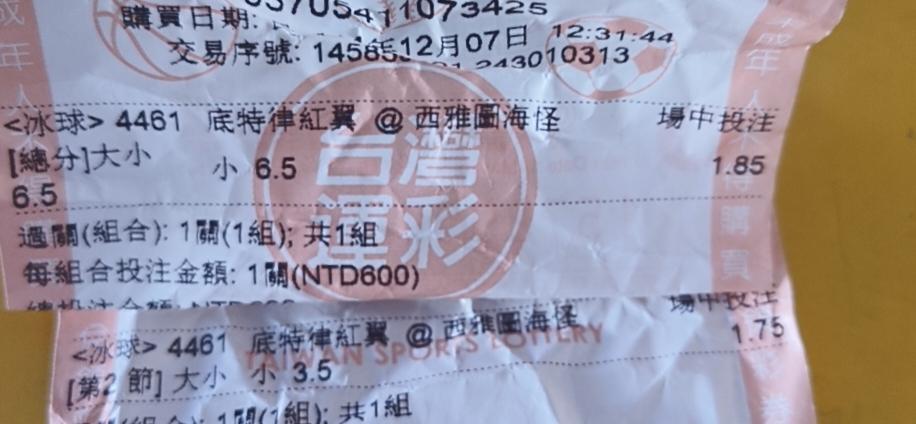 購買日期:
12月07日 12:31:44
交易序號:
243010313
<冰球> 4461 底特律紅翼 @ 西雅圖海怪 場中投注
[總分]大小 小 6.5 1.85
6.5
過關(組合): 1關(1組); 共1組
每組合投注金額: 1關(NTD600)
台灣運彩
場中投注
<冰球> 4461 底特律紅翼 @ 西雅圖海怪 1.75
TAIWAN SPORTS LOTTERY
[第2 節] 大小 小 3.5
1關(1組); 共1組